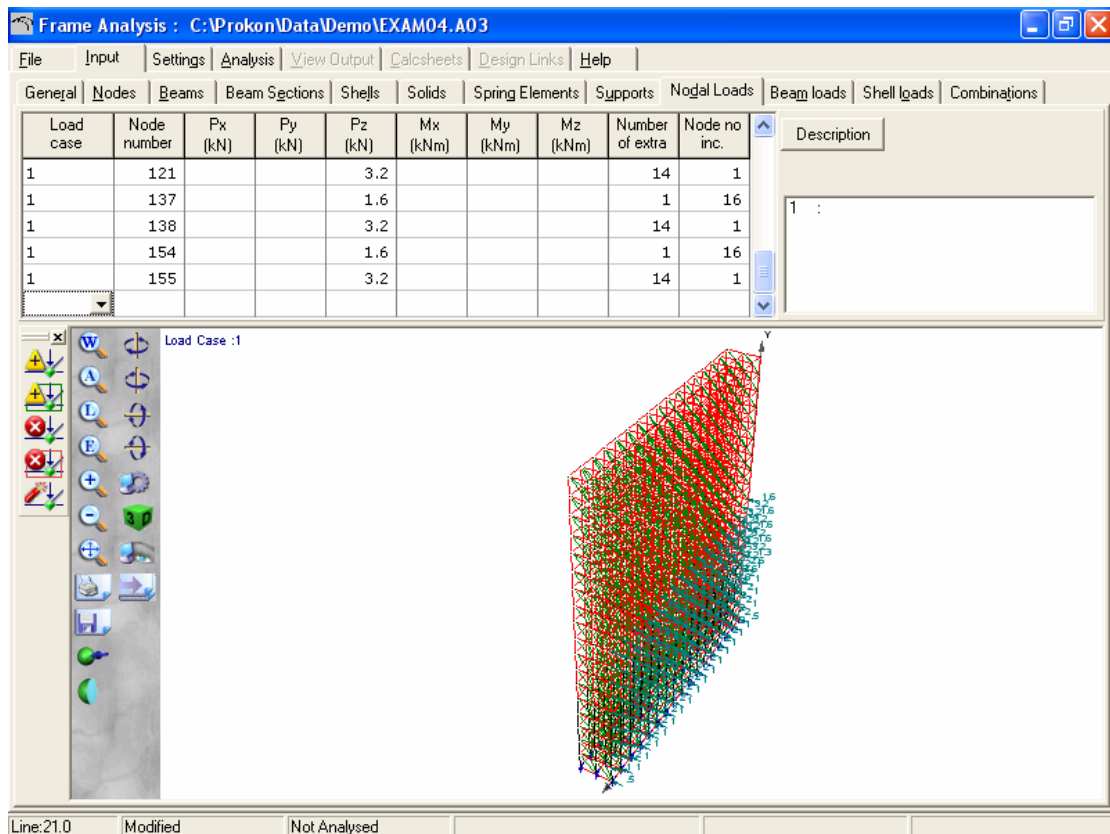 Frame Analysis : C:\Prokon\Data\Demo\EXAM04.A03
File Input Settings Analysis View Output Calcsheets Design Links Help
General Nodes Beams Beam Sections Shells Solids Spring Elements Supports Nodal Loads Beam loads Shell loads Combinations
Load case Node number Px (kN) Py (kN) Pz (kN) Mx (kNm) My (kNm) Mz (kNm) Number of extra Node no inc.
Description
1 121 3.2 14 1
1 137 1.6 1 16
1 138 3.2 14 1
1 154 1.6 1 16
1 155 3.2 14 1
1 :
W
A
L
E
3 D
Load Case :1
Y
1.6
.5
.5
Line:21.0 Modified Not Analysed